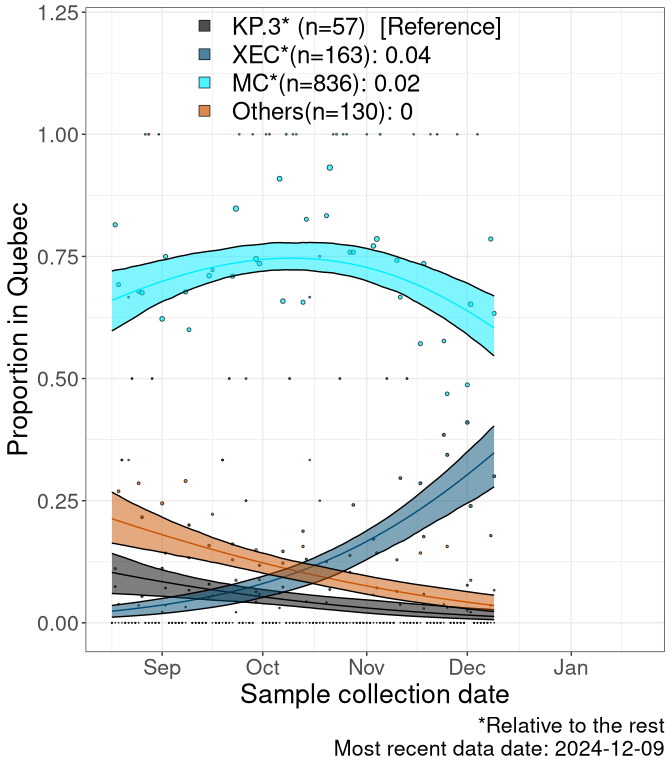 1.25
KP.3* (n=57) [Reference]
XEC*(n=163): 0.04
MC*(n=836): 0.02
Others(n=130): 0
1.00
0.75
0.50
0.25
0.00
Proportion in Quebec
Sep Oct Nov Dec Jan
Sample collection date
*Relative to the rest
Most recent data date: 2024-12-09